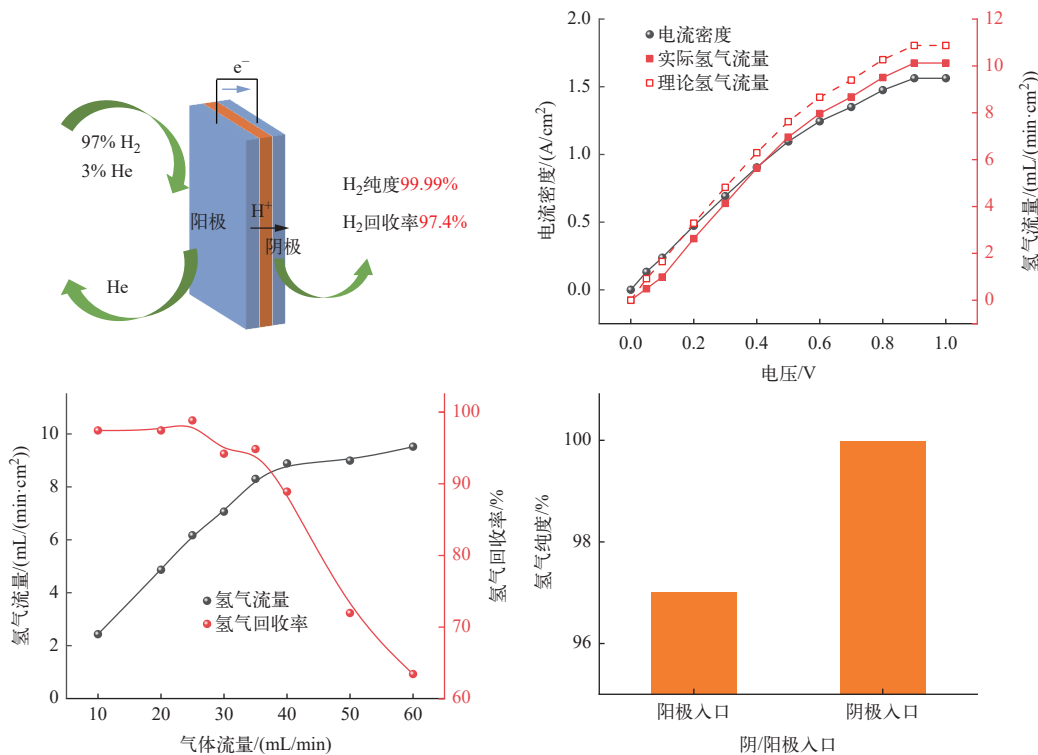 e⁻
97% H₂
3% He
阳极
H⁺
阴极
He
H₂纯度99.99%
H₂回收率97.4%
电流密度/(A/cm²)
2.0
1.5
1.0
0.5
0.0
电流密度
实际氢气流量
理论氢气流量
12
10
8
6
4
2
0
氢气流量/(mL/(min·cm²))
0.0 0.2 0.4 0.6 0.8 1.0
电压/V
氢气流量/(mL/(min·cm²))
10
8
6
4
2
0
氢气流量
氢气回收率
100
90
80
70
60
氢气回收率/%
10 20 30 40 50 60
气体流量/(mL/min)
氢气纯度/%
100
98
96
阳极入口 阴极入口
阴/阳极入口